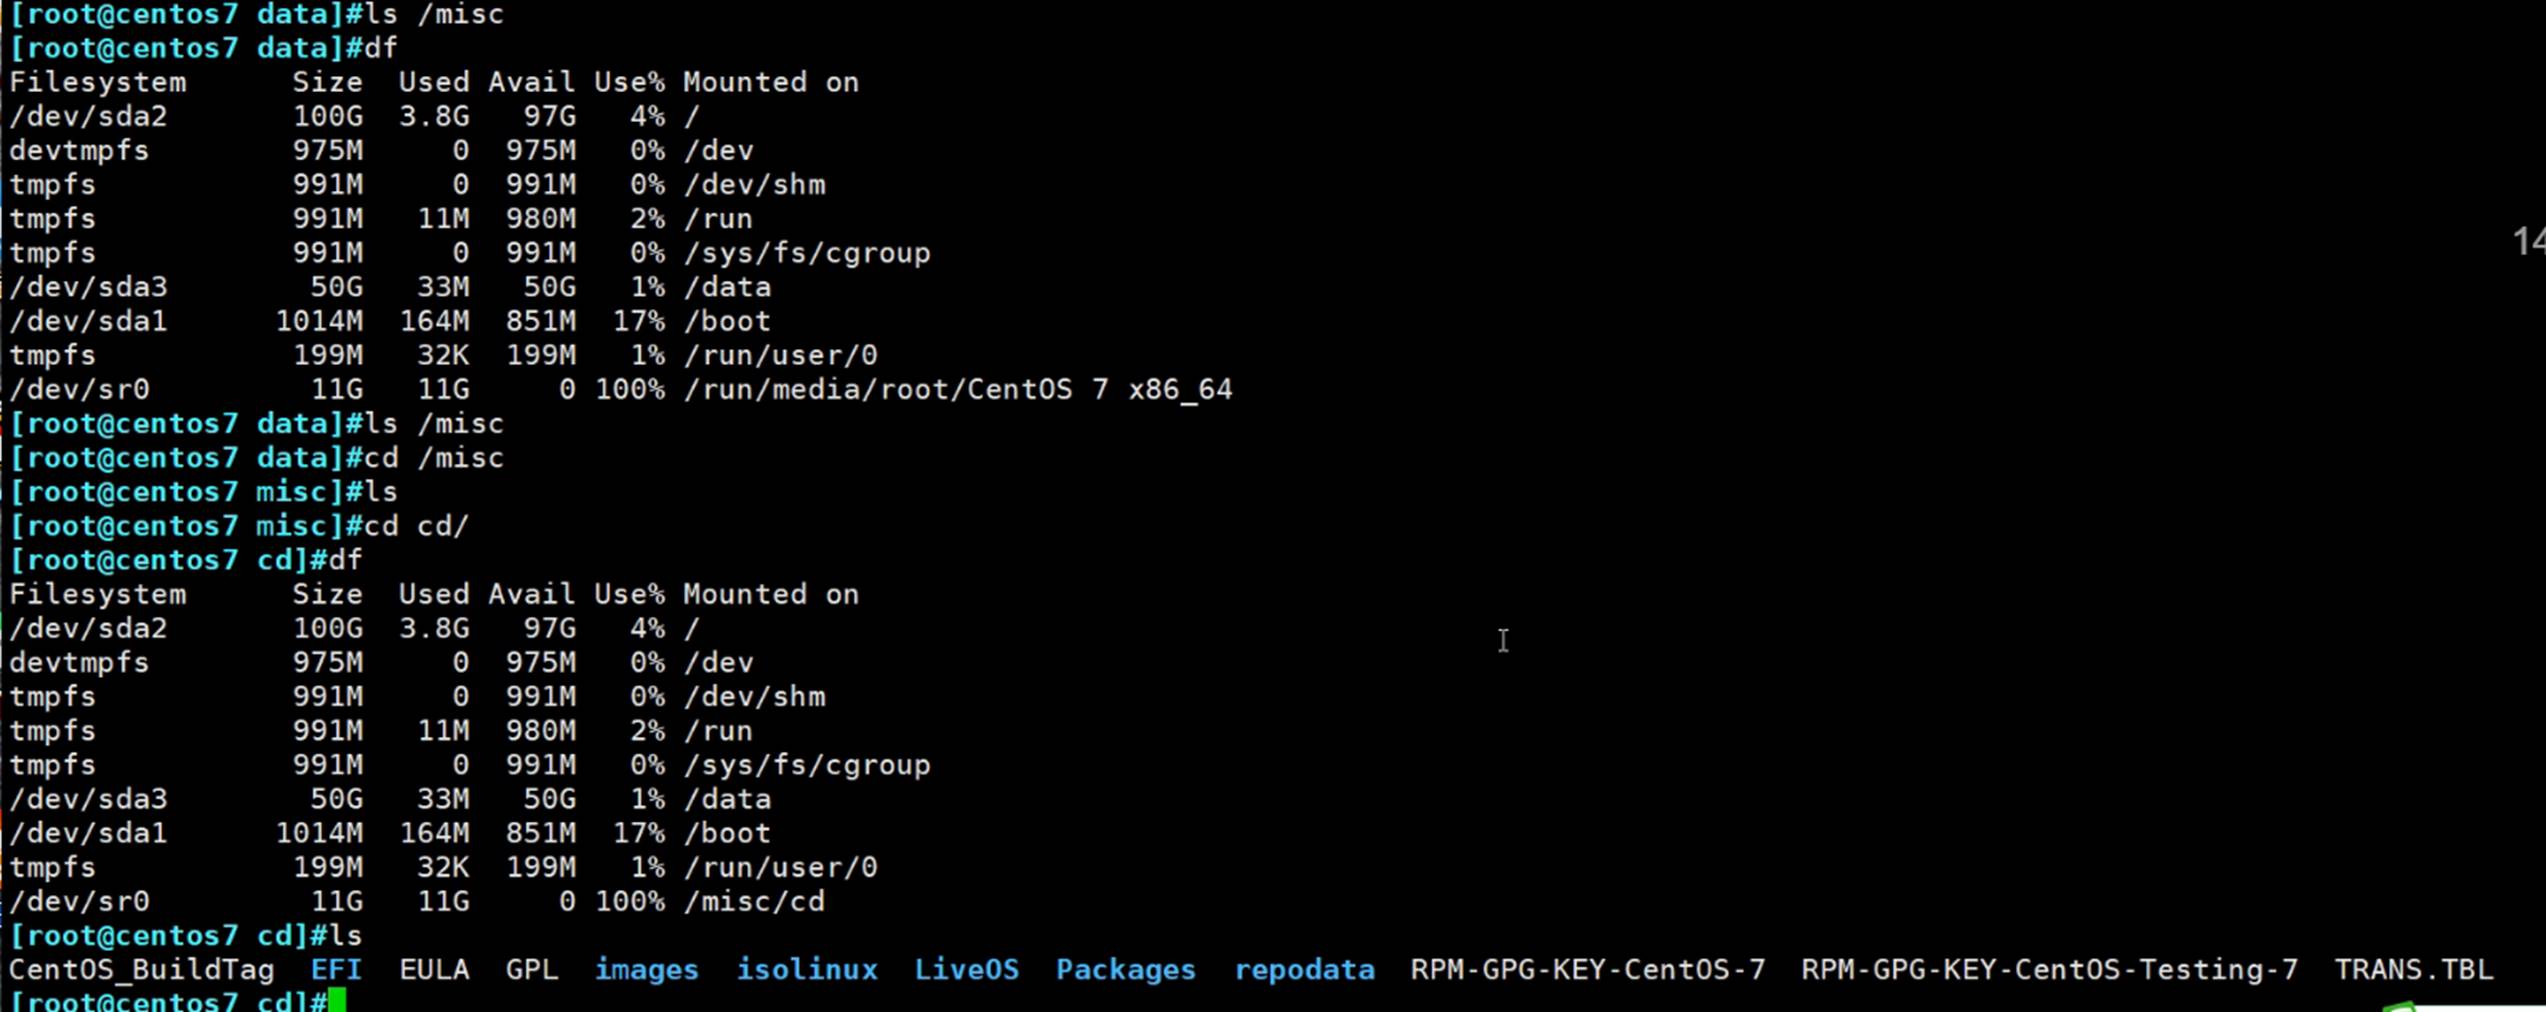 [root@centos7 data]#ls /misc
[root@centos7 data]#df
Filesystem      Size  Used Avail Use% Mounted on
/dev/sda2       100G  3.8G   97G   4% /
devtmpfs        975M     0  975M   0% /dev
tmpfs           991M     0  991M   0% /dev/shm
tmpfs           991M   11M  980M   2% /run
tmpfs           991M     0  991M   0% /sys/fs/cgroup
/dev/sda3        50G   33M   50G   1% /data
/dev/sda1      1014M  164M  851M  17% /boot
tmpfs           199M   32K  199M   1% /run/user/0
/dev/sr0         11G   11G     0 100% /run/media/root/CentOS 7 x86_64
[root@centos7 data]#ls /misc
[root@centos7 data]#cd /misc
[root@centos7 misc]#ls
[root@centos7 misc]#cd cd/
[root@centos7 cd]#df
Filesystem      Size  Used Avail Use% Mounted on
/dev/sda2       100G  3.8G   97G   4% /
devtmpfs        975M     0  975M   0% /dev
tmpfs           991M     0  991M   0% /dev/shm
tmpfs           991M   11M  980M   2% /run
tmpfs           991M     0  991M   0% /sys/fs/cgroup
/dev/sda3        50G   33M   50G   1% /data
/dev/sda1      1014M  164M  851M  17% /boot
tmpfs           199M   32K  199M   1% /run/user/0
/dev/sr0         11G   11G     0 100% /misc/cd
[root@centos7 cd]#ls
CentOS_BuildTag  EFI  EULA  GPL  images  isolinux  LiveOS  Packages  repodata  RPM-GPG-KEY-CentOS-7  RPM-GPG-KEY-CentOS-Testing-7  TRANS.TBL
[root@centos7 cd]#